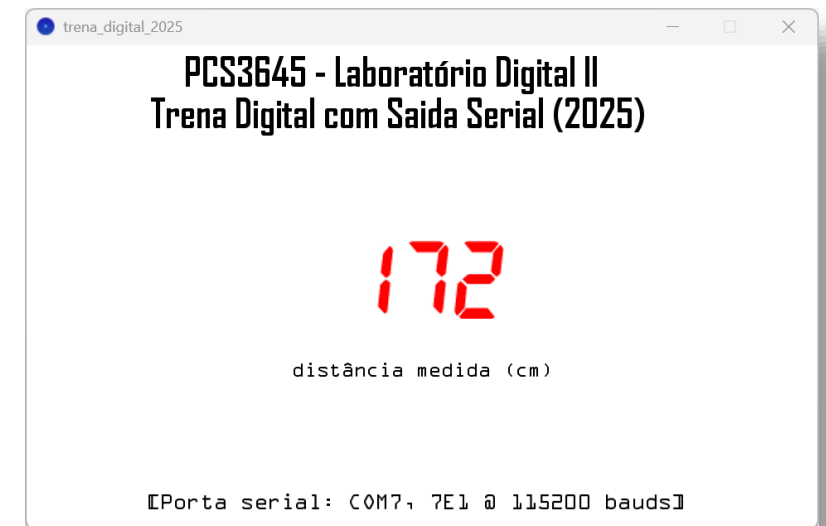 trena_digital_2025
PCS3645 - Laboratório Digital II
Trena Digital com Saida Serial (2025)
172
distância medida (cm)
[Porta serial: COM7, 7E1 @ 115200 bauds]